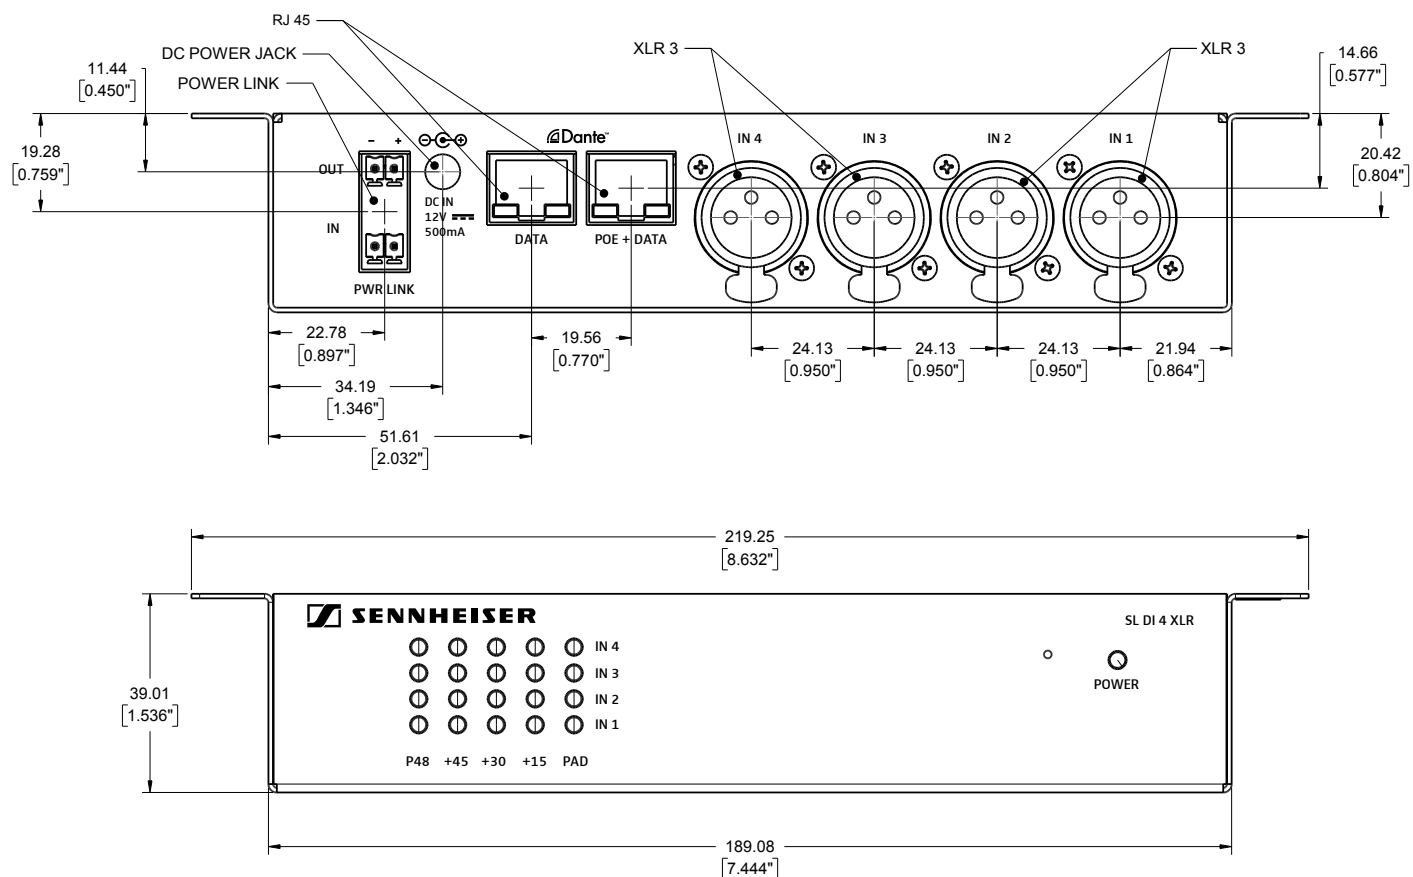 RJ 45
DC POWER JACK
POWER LINK
XLR 3
XLR 3
11.44
[0.450"]
14.66
[0.577"]
19.28
[0.759"]
20.42
[0.804"]
- +
Dante™
IN 4
IN 3
IN 2
IN 1
OUT
IN
DC IN
12V
500mA
DATA
POE + DATA
PWR LINK
22.78
[0.897"]
19.56
[0.770"]
24.13
[0.950"]
24.13
[0.950"]
24.13
[0.950"]
21.94
[0.864"]
34.19
[1.346"]
51.61
[2.032"]
219.25
[8.632"]
SENNHEISER
SL DI 4 XLR
IN 4
IN 3
IN 2
IN 1
POWER
39.01
[1.536"]
P48 +45 +30 +15 PAD
189.08
[7.444"]